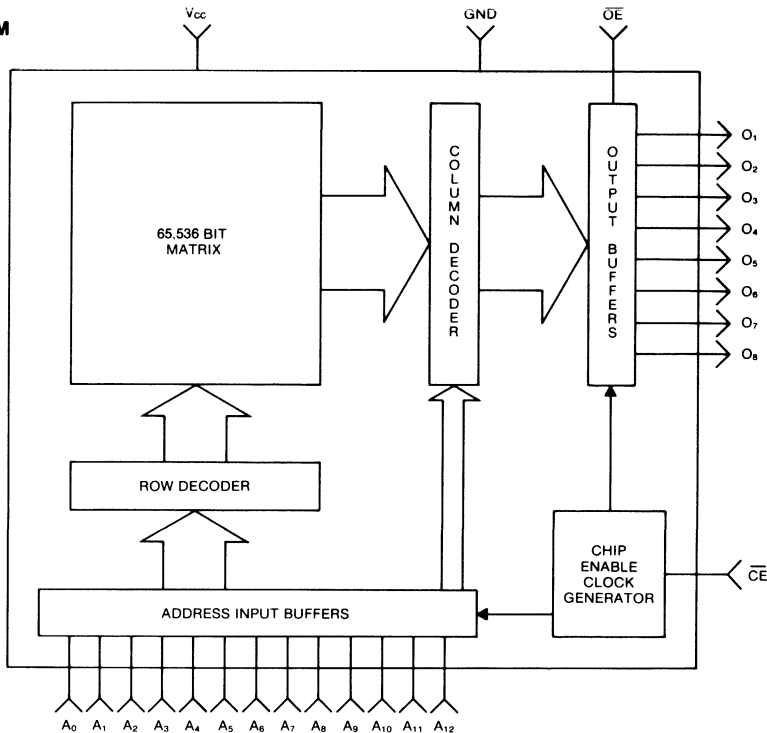 M
Vcc
GND
OE
65,536 BIT
MATRIX
COLUMN DECODER
OUTPUT BUFFERS
O₁
O₂
O₃
O₄
O₅
O₆
O₇
O₈
ROW DECODER
CHIP
ENABLE
CLOCK
GENERATOR
CE
ADDRESS INPUT BUFFERS
A₀ A₁ A₂ A₃ A₄ A₅ A₆ A₇ A₈ A₉ A₁₀ A₁₁ A₁₂